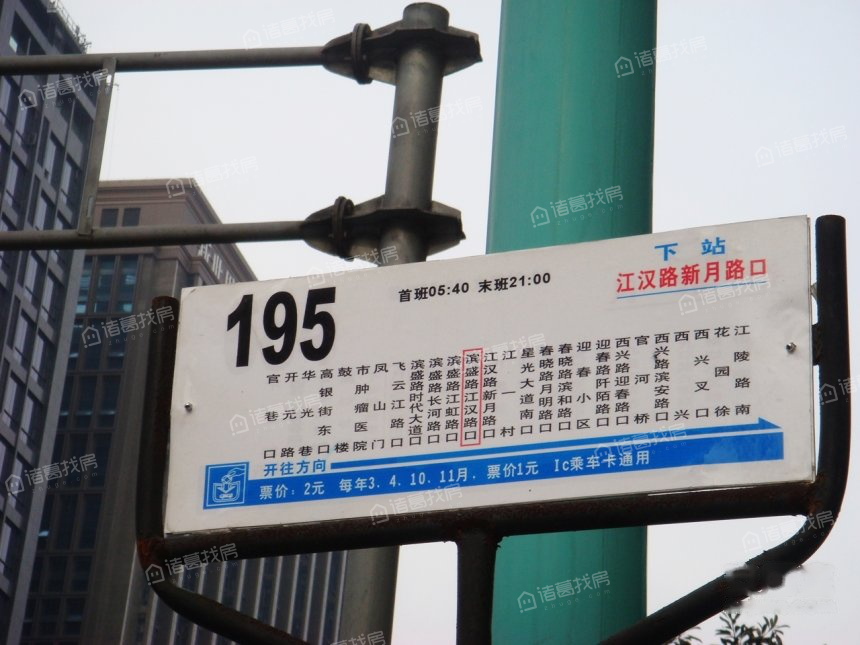 195
首班05:40 末班21:00
下站
江汉路新月路口
官巷口
开元路
华光巷
高银街口
鼓楼
市肿瘤医院
凤山门
飞云江路口
滨盛路时代大道口
滨盛路长河路口
滨盛路江虹路口
滨盛路江汉路口
江汉路新月路口
江一村
星光大道南
春晓路月明路口
春晓路滨和路口
迎春小区
迎春路阡陌路口
西兴路迎春路口
官河桥
西兴路滨安路口
西兴
西兴叉口
花园徐
江陵路南
开往方向
票价：2元 每年3、4、10、11月，票价1元 Ic乘车卡通用
诸葛找房